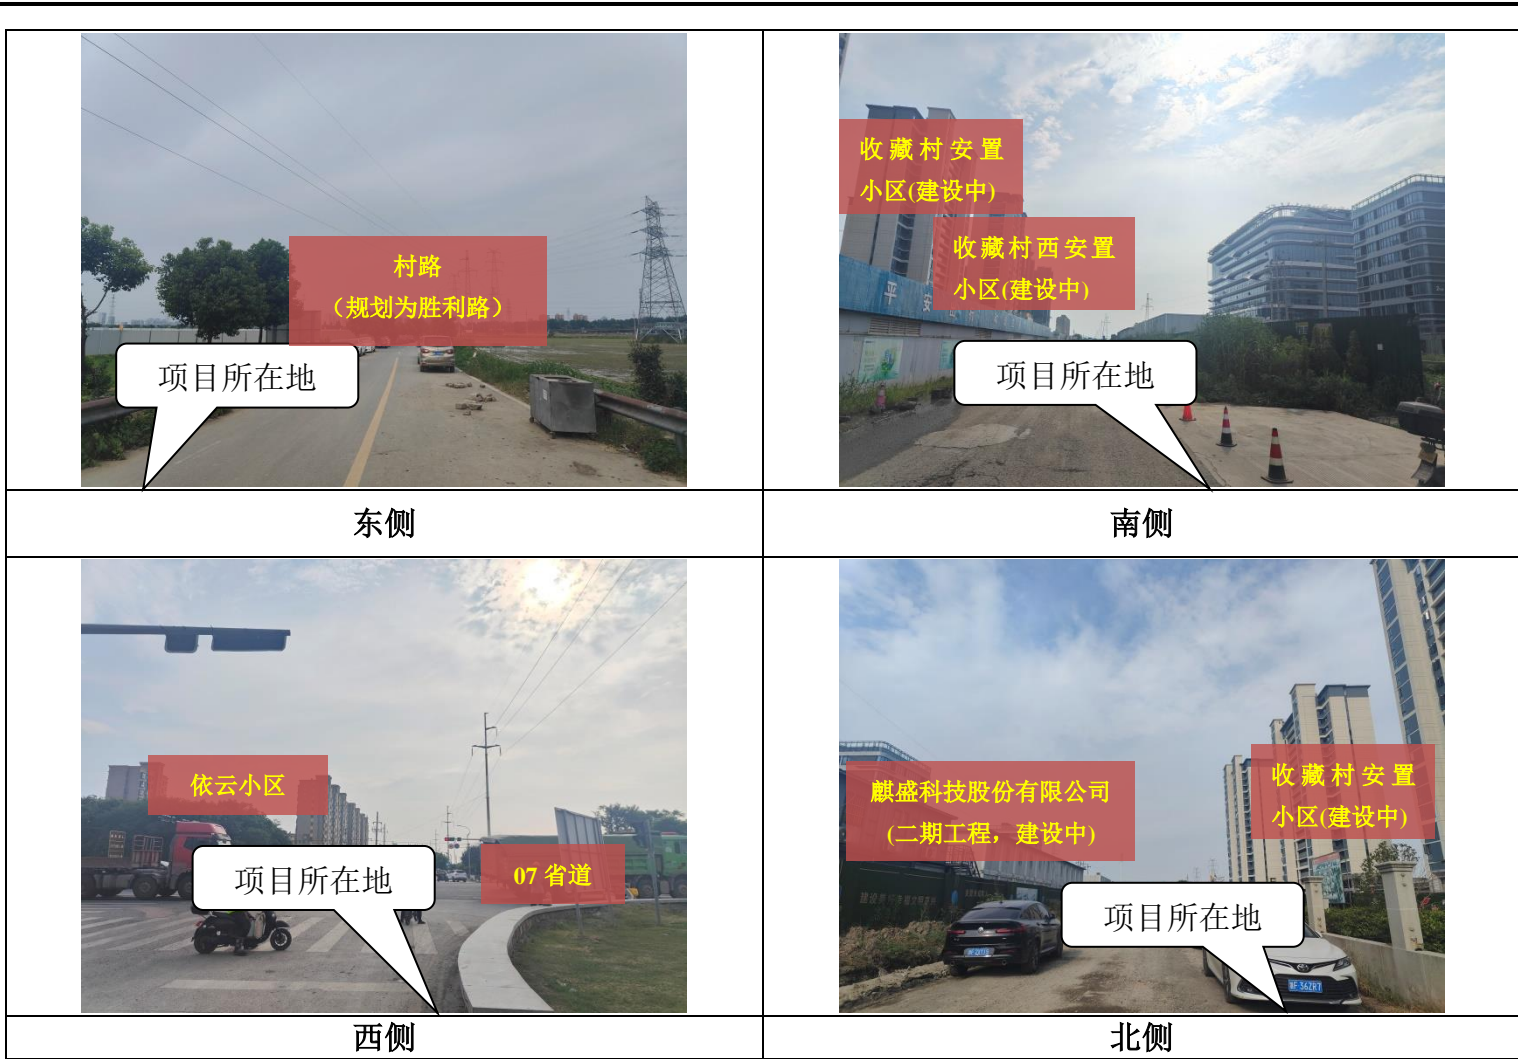 收藏村安置
小区(建设中)
收藏村西安置
小区(建设中)
村路
（规划为胜利路）
平安
项目所在地
项目所在地
东侧
南侧
依云小区
项目所在地
07 省道
麒盛科技股份有限公司
(二期工程，建设中)
收藏村安置
小区(建设中)
项目所在地
西侧
北侧